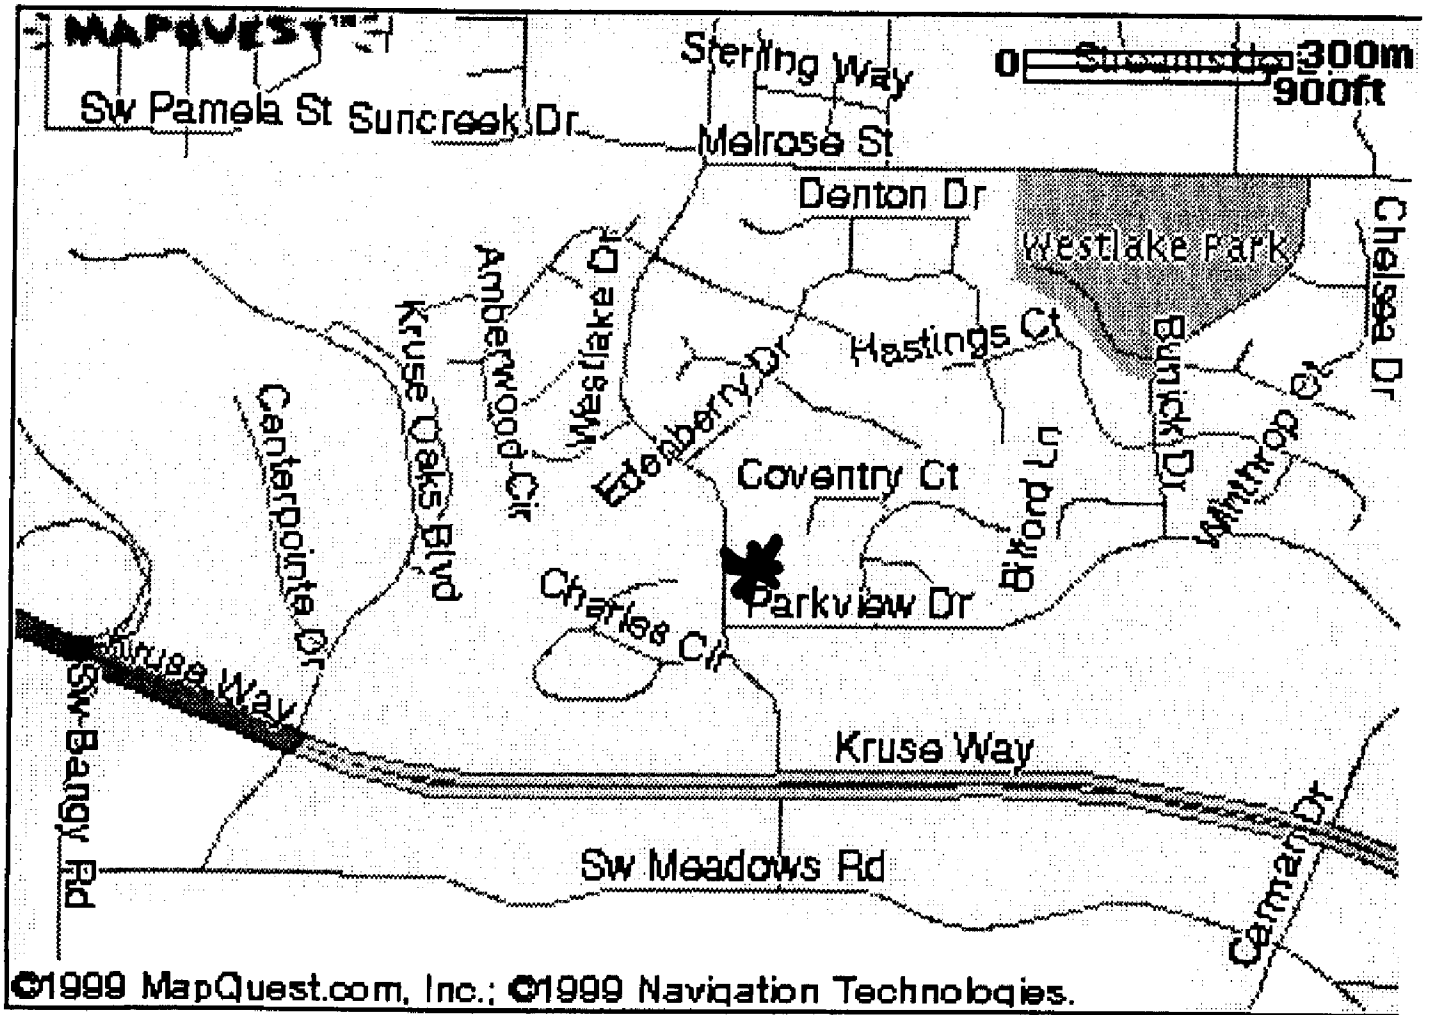 MAPQUEST™
Sterling Way
0
300m
900ft
Sw Pamela St
Suncreek Dr
Melrose St
Denton Dr
Westlake Park
Chelsea Dr
Amberwood Cir
Westlake Dr
Kruse Oaks Blvd
Hastings Ct
Edenberry Dr
Bunick Dr
Winthrop Ct
Centerpointe Dr
Coventry Ct
Ln
Parkview Dr
Charles Cir
Kruse Way
Sw Bangy Rd
Kruse Way
Sw Meadows Rd
Carman Dr
©1999 MapQuest.com, Inc.; ©1999 Navigation Technologies.